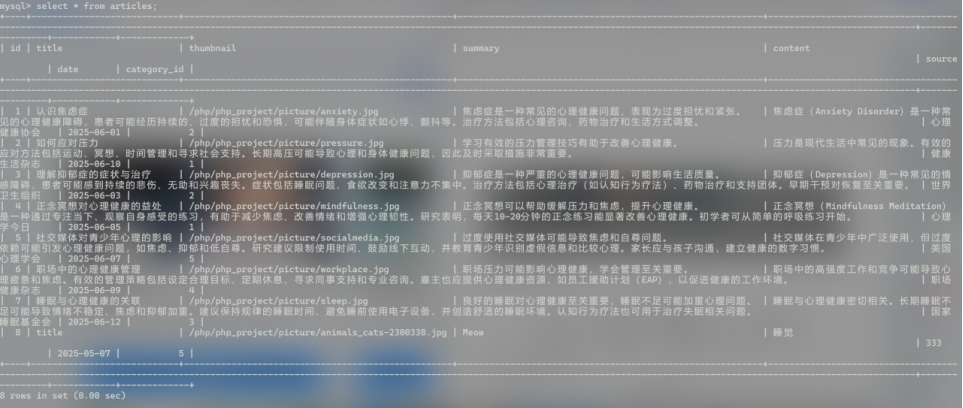 mysql> select * from articles;
| id | title | thumbnail | summary | content
| source
| date | category_id |
| 1 | 认识焦虑症 | /php/php_project/picture/anxiety.jpg | 焦虑症是一种常见的心理健康问题，表现为过度担忧和紧张。 | 焦虑症（Anxiety Disorder）是一种常
见的心理健康障碍，患者可能经历持续的、过度的担忧和恐惧，可能伴随身体症状如心悸、颤抖等。治疗方法包括心理咨询、药物治疗和生活方式调整。 | 心理
健康协会 | 2025-06-01 | 2 |
| 2 | 如何应对压力 | /php/php_project/picture/pressure.jpg | 学习有效的压力管理技巧有助于改善心理健康。 | 压力是现代生活中常见的现象。有效的
应对方法包括运动、冥想、时间管理和寻求社会支持。长期高压可能导致心理和身体健康问题，因此及时采取措施非常重要。 | 健康
生活杂志 | 2025-06-10 | 1 |
| 3 | 理解抑郁症的症状与治疗 | /php/php_project/picture/depression.jpg | 抑郁症是一种严重的心理健康问题，可能影响生活质量。 | 抑郁症（Depression）是一种常见的情
感障碍，患者可能感到持续的悲伤、无助和兴趣丧失。症状包括睡眠问题、食欲改变和注意力不集中。治疗方法包括心理治疗（如认知行为疗法）、药物治疗和支持团体。早期干预对恢复至关重要。 | 世界
卫生组织 | 2025-06-03 | 2 |
| 4 | 正念冥想对心理健康的益处 | /php/php_project/picture/mindfulness.jpg | 正念冥想可以帮助缓解压力和焦虑，提升心理健康。 | 正念冥想（Mindfulness Meditation）
是一种通过专注当下、观察自身感受的练习，有助于减少焦虑、改善情绪和增强心理韧性。研究表明，每天10-20分钟的正念练习能显著改善心理健康。初学者可从简单的呼吸练习开始。 | 心理
学今日 | 2025-06-05 | 1 |
| 5 | 社交媒体对青少年心理的影响 | /php/php_project/picture/socialmedia.jpg | 过度使用社交媒体可能导致焦虑和自尊问题。 | 社交媒体在青少年中广泛使用，但过度
依赖可能引发心理健康问题，如焦虑、抑郁和低自尊。研究建议限制使用时间，鼓励线下互动，并教育青少年识别虚假信息和比较心理。家长应与孩子沟通，建立健康的数字习惯。 | 美国
心理学会 | 2025-06-07 | 5 |
| 6 | 职场中的心理健康管理 | /php/php_project/picture/workplace.jpg | 职场压力可能影响心理健康，学会管理至关重要。 | 职场中的高强度工作和竞争可能导致心
理疲惫和焦虑。有效的管理策略包括设定合理目标、定期休息、寻求同事支持和专业咨询。雇主也应提供心理健康资源，如员工援助计划（EAP），以促进健康的工作环境。 |
健康杂志 | 2025-06-09 | 4 |
| 7 | 睡眠与心理健康的关联 | /php/php_project/picture/sleep.jpg | 良好的睡眠对心理健康至关重要，睡眠不足可能加重心理问题。 | 睡眠与心理健康密切相关。长期睡眠不
足可能导致情绪不稳定、焦虑和抑郁加重。建议保持规律的睡眠时间，避免睡前使用电子设备，并创造舒适的睡眠环境。认知行为疗法也可用于治疗失眠相关问题。 | 国家
睡眠基金会 | 2025-06-12 | 3 |
| 8 | title | /php/php_project/picture/animals_cats-2300338.jpg | Meow | 睡觉
| 333
| 2025-05-07 | 5 |
8 rows in set (0.00 sec)